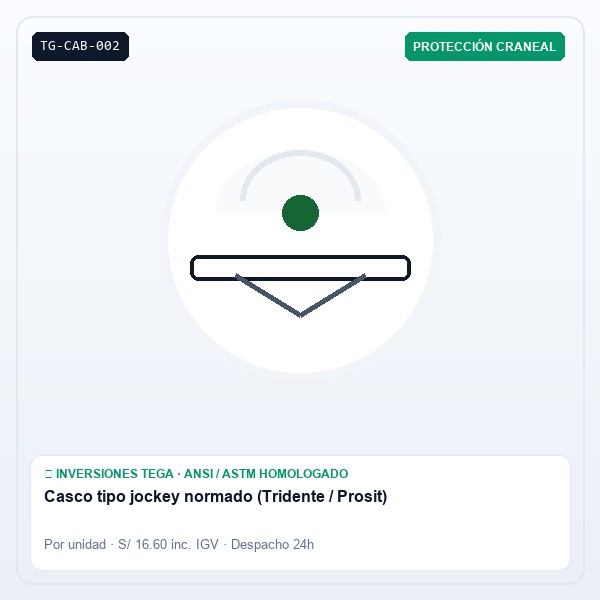 TG-CAB-002
PROTECCIÓN CRANEAL
INVERSIONES TEGA · ANSI / ASTM HOMOLOGADO
Casco tipo jockey normado (Tridente / Prosit)
Por unidad · S/ 16.60 inc. IGV · Despacho 24h